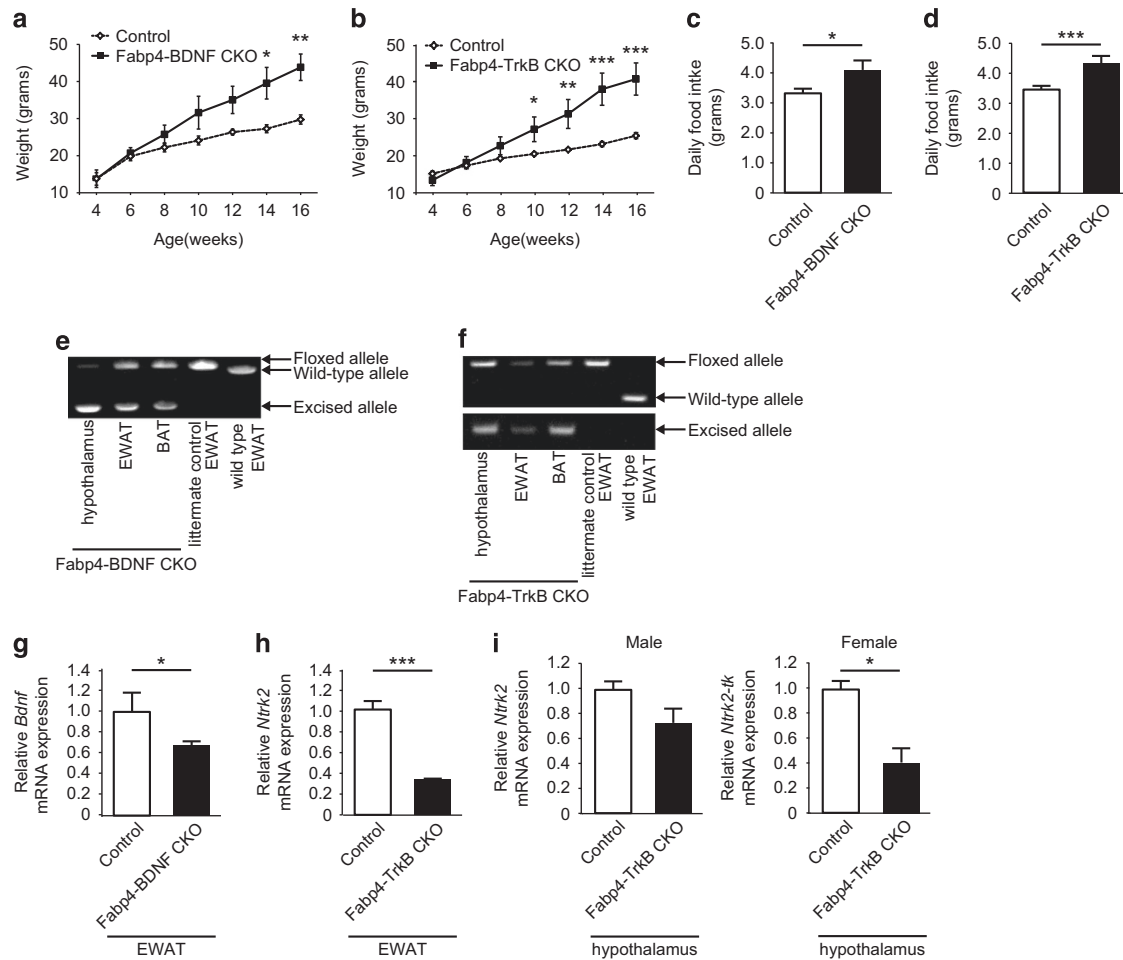 a
Control
Fabp4-BDNF CKO
*
**
Weight (grams)
50
40
30
20
10
4 6 8 10 12 14 16
Age(weeks)
b
Control
Fabp4-TrkB CKO
*
**
***
***
Weight (grams)
50
40
30
20
10
4 6 8 10 12 14 16
Age(weeks)
c
*
Daily food intke
(grams)
5.0
4.0
3.0
2.0
1.0
0
Control
Fabp4-BDNF CKO
d
***
Daily food intke
(grams)
5.0
4.0
3.0
2.0
1.0
0
Control
Fabp4-TrkB CKO
e
Floxed allele
Wild-type allele
Excised allele
hypothalamus
EWAT
BAT
littermate control
EWAT
wild type
EWAT
Fabp4-BDNF CKO
f
Floxed allele
Wild-type allele
Excised allele
hypothalamus
EWAT
BAT
littermate control
EWAT
wild type
EWAT
Fabp4-TrkB CKO
g
*
Relative Bdnf
mRNA expression
1.4
1.2
1.0
0.8
0.6
0.4
0.2
0
Control
Fabp4-BDNF CKO
EWAT
h
***
Relative Ntrk2
mRNA expression
1.4
1.2
1.0
0.8
0.6
0.4
0.2
0
Control
Fabp4-TrkB CKO
EWAT
i
Male
Relative Ntrk2
mRNA expression
1.2
1.0
0.8
0.6
0.4
0.2
0
Control
Fabp4-TrkB CKO
hypothalamus
Female
*
Relative Ntrk2-tk
mRNA expression
1.2
1.0
0.8
0.6
0.4
0.2
0
Control
Fabp4-TrkB CKO
hypothalamus